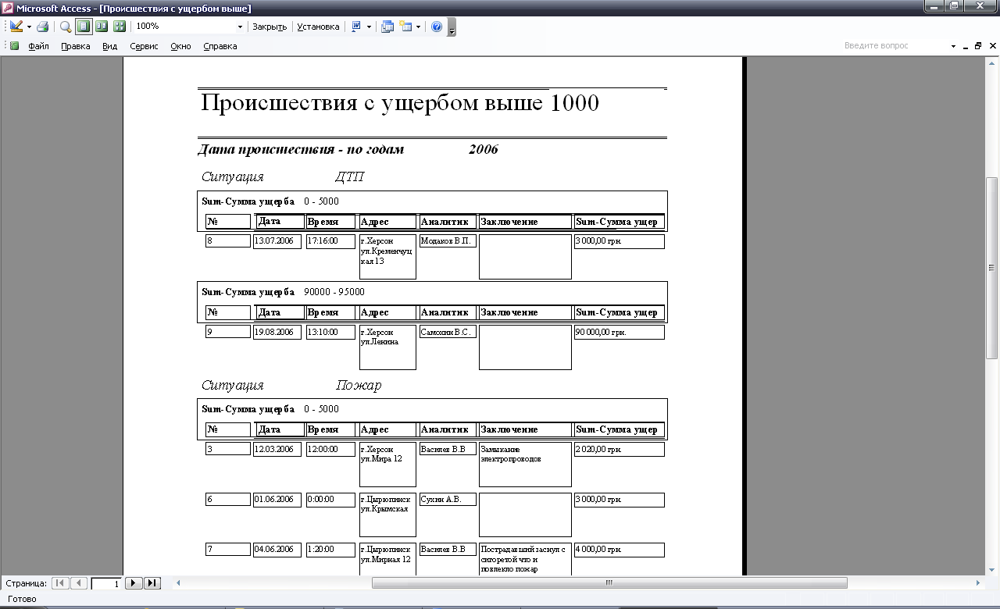 Microsoft Access - [Происшествия с ущербом выше]
100% Закрыть Установка
Файл Правка Вид Сервис Окно Справка Введите вопрос
Происшествия с ущербом выше 1000
Дата происшествия - по годам 2006
Ситуация ДТП
Sum-Сумма ущерба 0 - 5000
№ Дата Время Адрес Аналитик Заключение Sum-Сумма ущер
8 13.07.2006 17:16:00 г.Херсон Модаков В.П. 3 000,00 грн.
ул.Кременчуц
кая 13
Sum-Сумма ущерба 90000 - 95000
№ Дата Время Адрес Аналитик Заключение Sum-Сумма ущер
9 19.08.2006 13:10:00 г.Херсон Самохин В.С. 90 000,00 грн.
ул.Ленина
Ситуация Пожар
Sum-Сумма ущерба 0 - 5000
№ Дата Время Адрес Аналитик Заключение Sum-Сумма ущер
3 12.03.2006 12:00:00 г.Херсон Василев В.В Замыкание 2 020,00 грн.
ул.Мира 12 электропроводов
6 01.06.2006 0:00:00 г.Цырюпинск Сухин А.В. 3 000,00 грн.
ул.Крымская
7 04.06.2006 1:20:00 г.Цырюпинск Василев В.В Пострадавший заснул с 4 000,00 грн.
ул.Мирная 12 сигоретой что и
повлекло пожар
Страница: 1
Готово